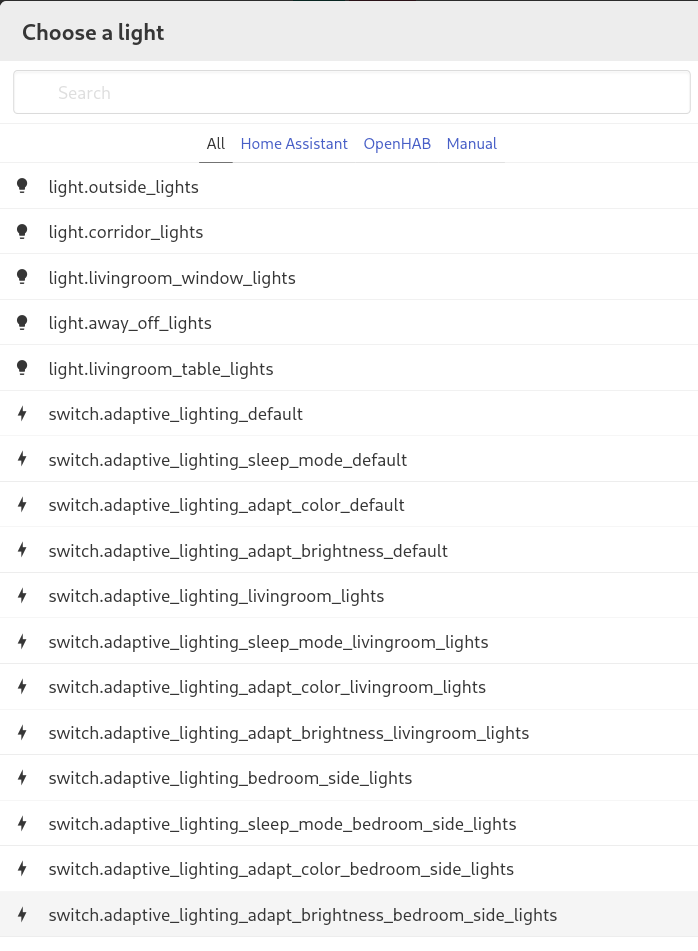 Choose a light
Search
All Home Assistant OpenHAB Manual
light.outside_lights
light.corridor_lights
light.livingroom_window_lights
light.away_off_lights
light.livingroom_table_lights
switch.adaptive_lighting_default
switch.adaptive_lighting_sleep_mode_default
switch.adaptive_lighting_adapt_color_default
switch.adaptive_lighting_adapt_brightness_default
switch.adaptive_lighting_livingroom_lights
switch.adaptive_lighting_sleep_mode_livingroom_lights
switch.adaptive_lighting_adapt_color_livingroom_lights
switch.adaptive_lighting_adapt_brightness_livingroom_lights
switch.adaptive_lighting_bedroom_side_lights
switch.adaptive_lighting_sleep_mode_bedroom_side_lights
switch.adaptive_lighting_adapt_color_bedroom_side_lights
switch.adaptive_lighting_adapt_brightness_bedroom_side_lights